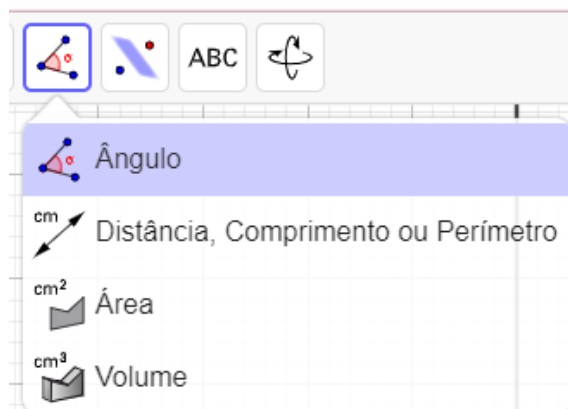 ABC
Ângulo
cm
Distância, Comprimento ou Perímetro
cm²
Área
cm³
Volume